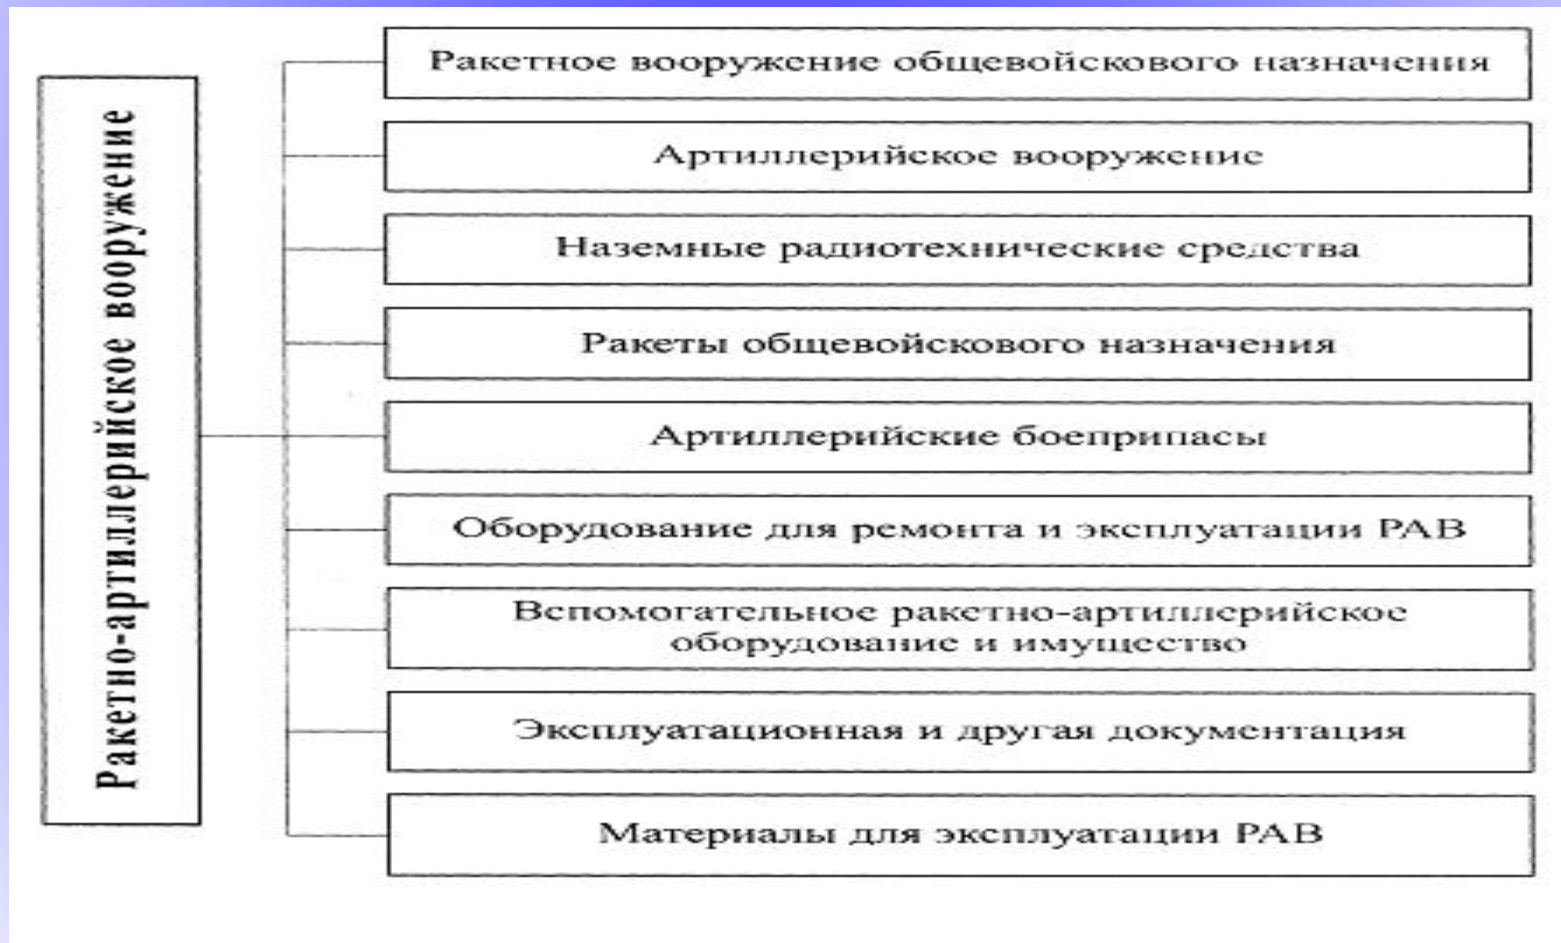 Ракетно-артиллерийское вооружение
Ракетное вооружение общевойскового назначения
Артиллерийское вооружение
Наземные радиотехнические средства
Ракеты общевойскового назначения
Артиллерийские боеприпасы
Оборудование для ремонта и эксплуатации РАВ
Вспомогательное ракетно-артиллерийское
оборудование и имущество
Эксплуатационная и другая документация
Материалы для эксплуатации РАВ